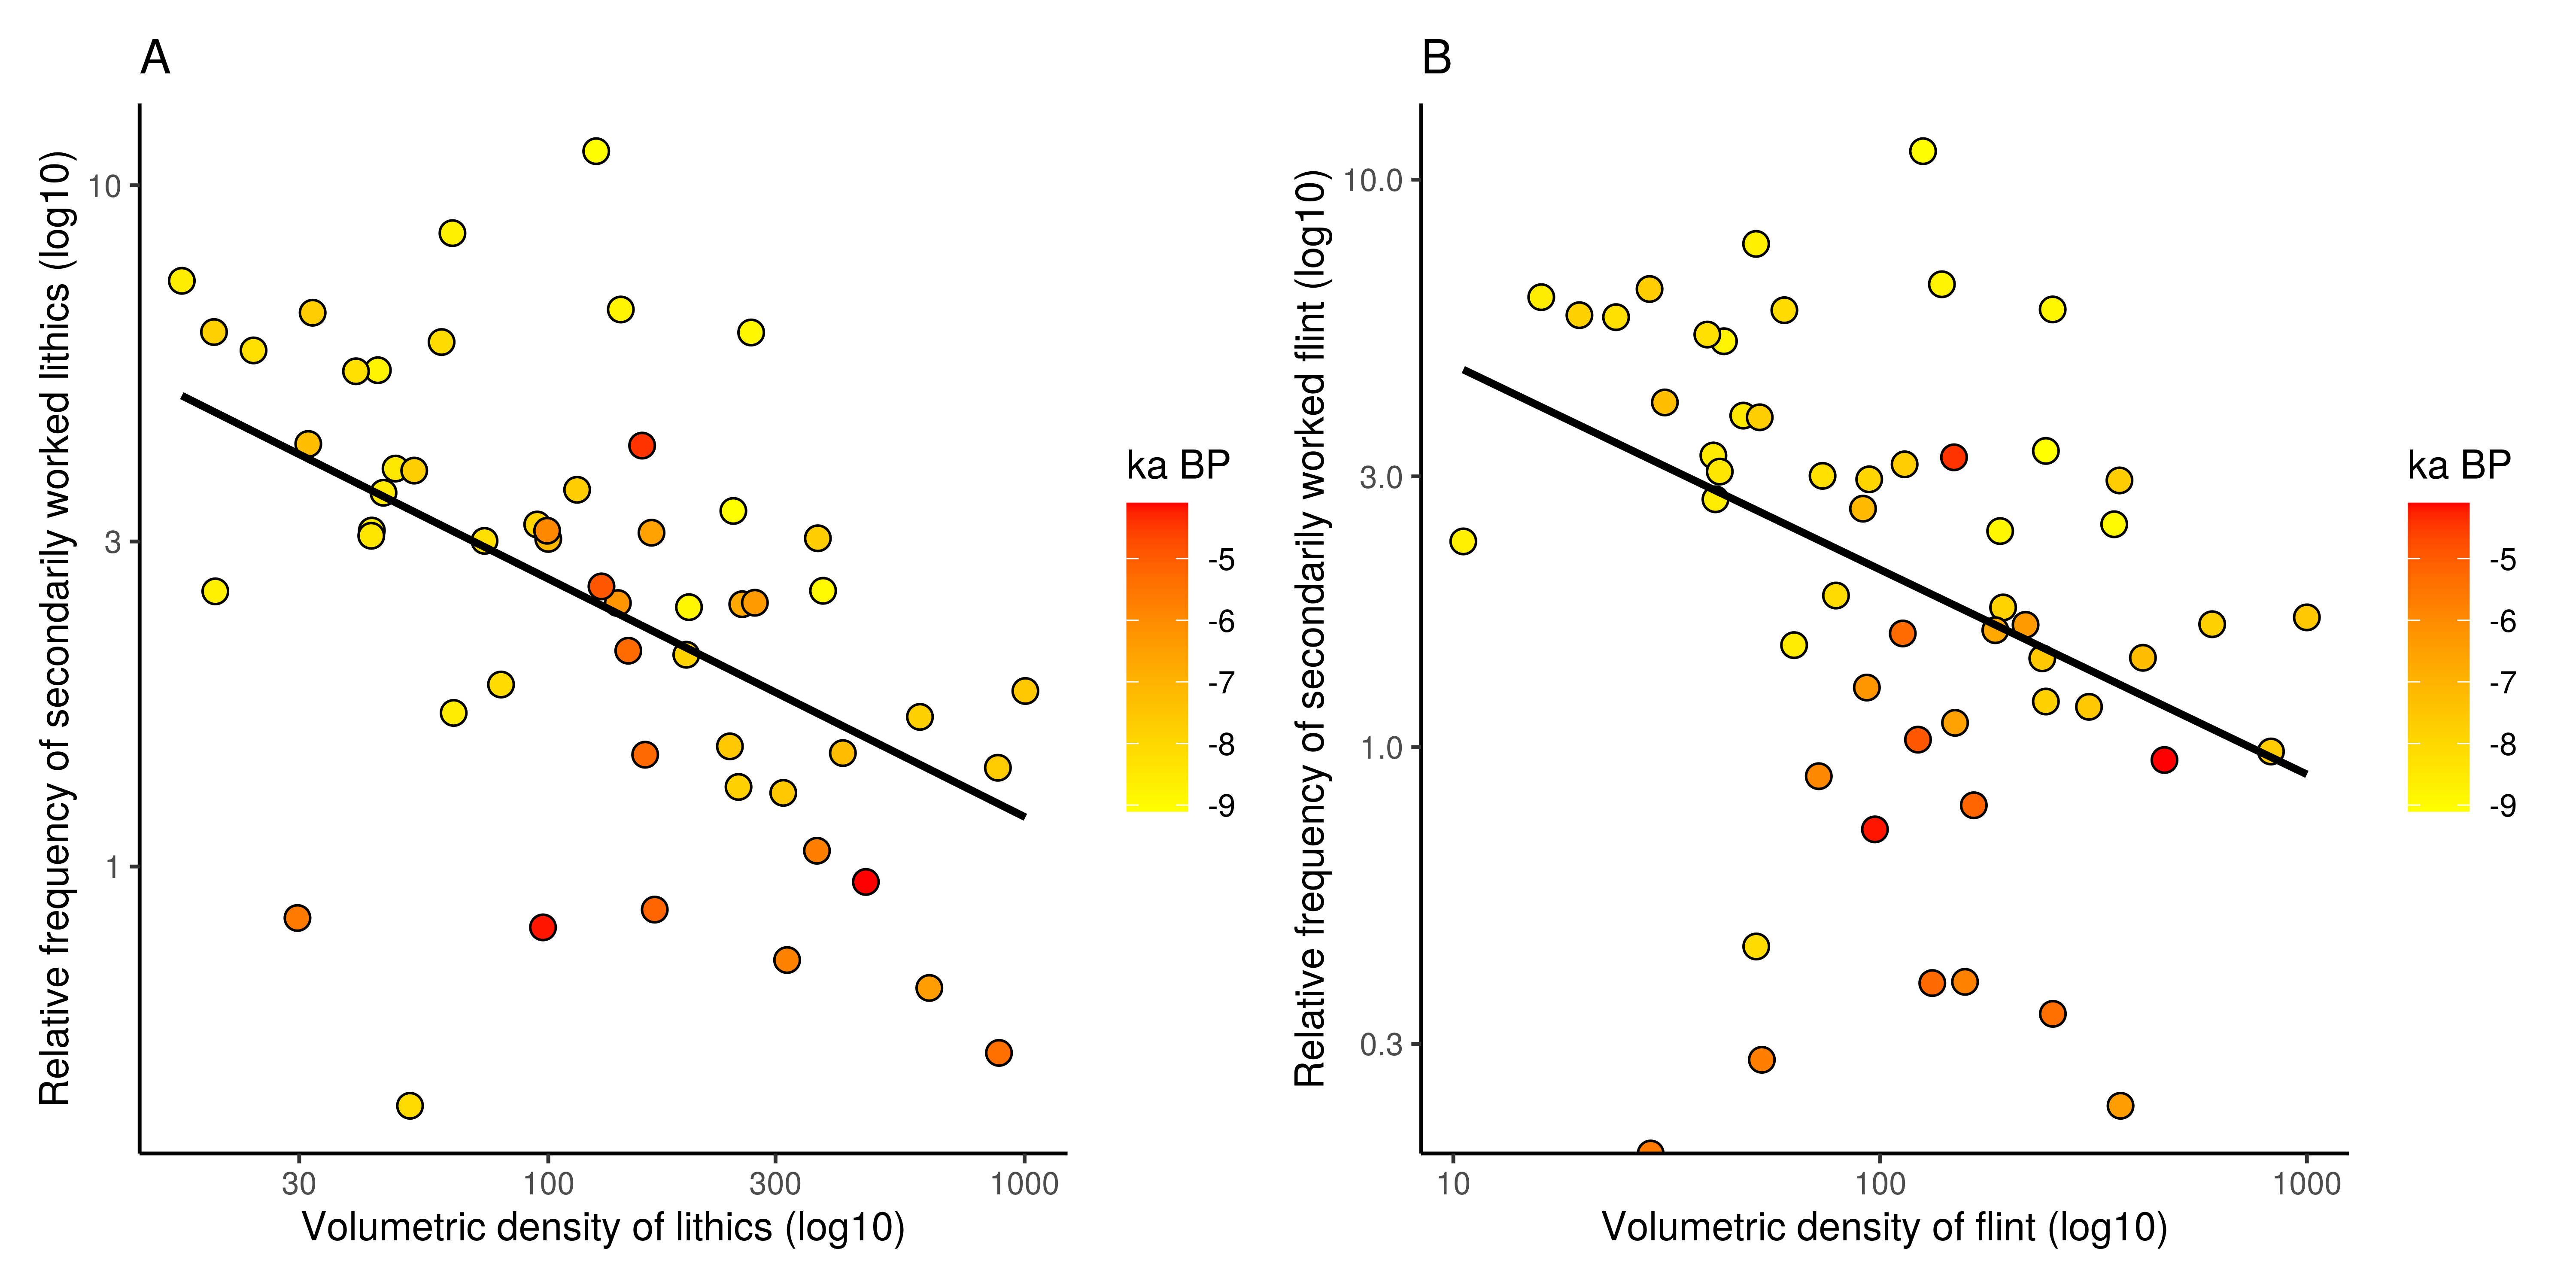 A
Relative frequency of secondarily worked lithics (log10)
10
3
1
30 100 300 1000
Volumetric density of lithics (log10)
ka BP
-5
-6
-7
-8
-9
B
Relative frequency of secondarily worked flint (log10)
10.0
3.0
1.0
0.3
10 100 1000
Volumetric density of flint (log10)
ka BP
-5
-6
-7
-8
-9